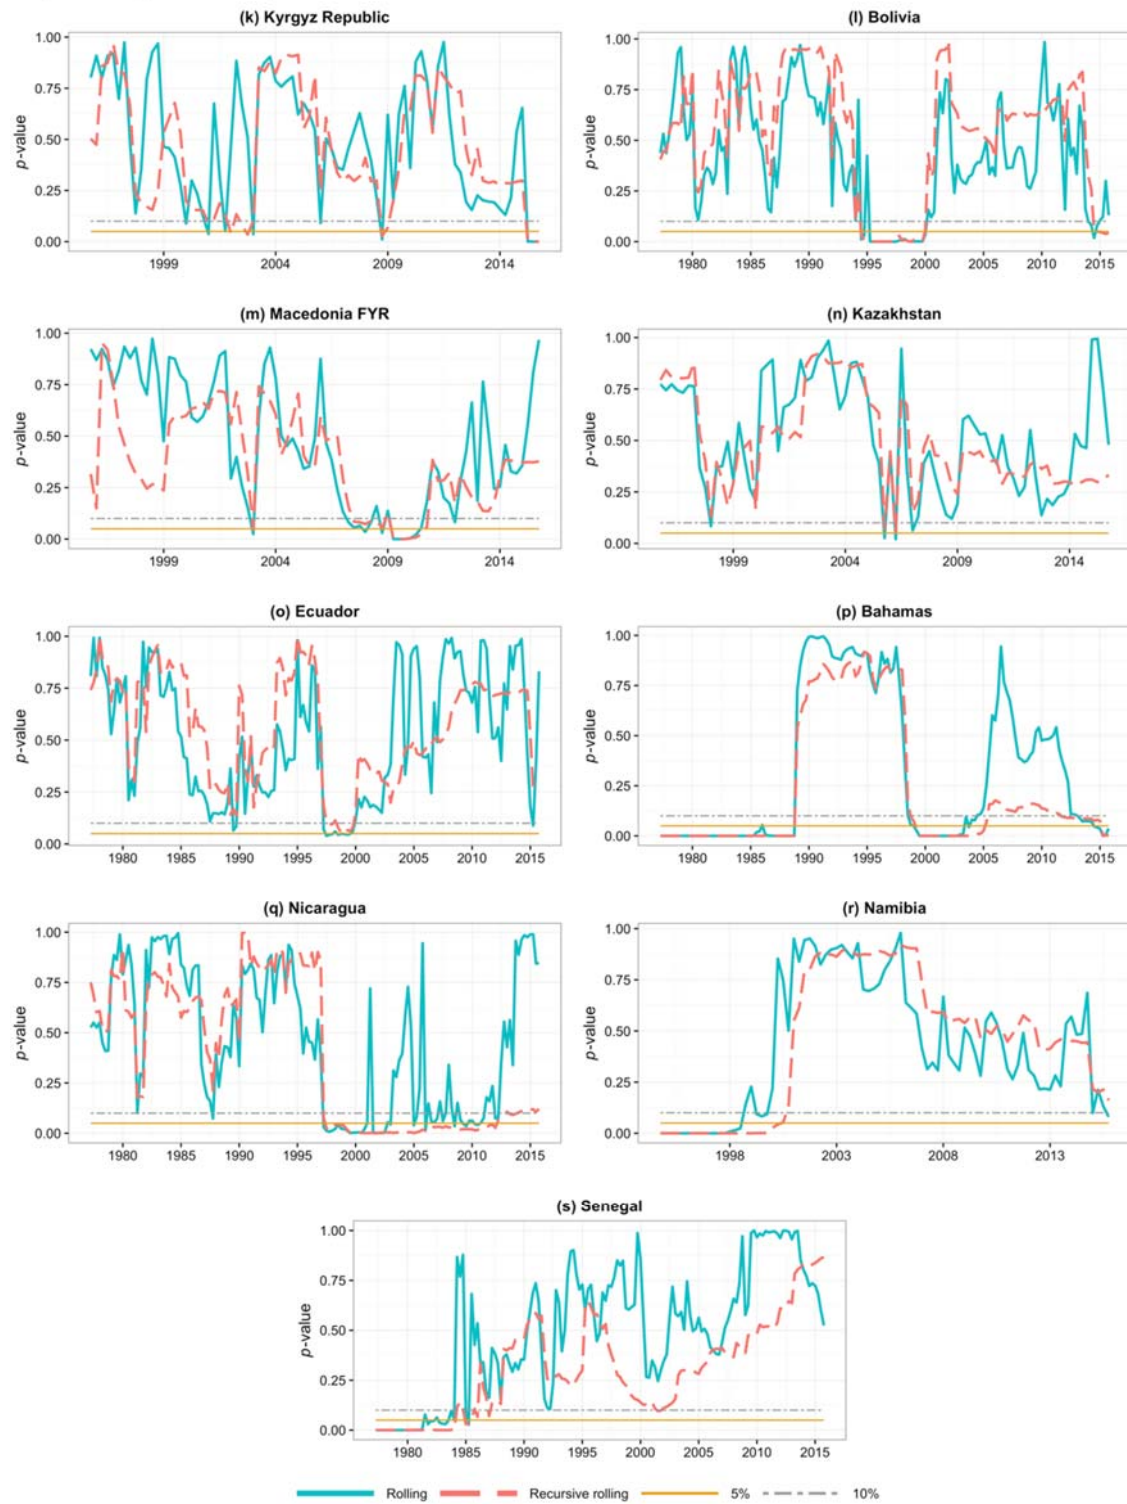 (k) Kyrgyz Republic
1.00
0.75
0.50
0.25
0.00
p-value
1999 2004 2009 2014
(l) Bolivia
1.00
0.75
0.50
0.25
0.00
p-value
1980 1985 1990 1995 2000 2005 2010 2015
(m) Macedonia FYR
1.00
0.75
0.50
0.25
0.00
p-value
1999 2004 2009 2014
(n) Kazakhstan
1.00
0.75
0.50
0.25
0.00
p-value
1999 2004 2009 2014
(o) Ecuador
1.00
0.75
0.50
0.25
0.00
p-value
1980 1985 1990 1995 2000 2005 2010 2015
(p) Bahamas
1.00
0.75
0.50
0.25
0.00
p-value
1980 1985 1990 1995 2000 2005 2010 2015
(q) Nicaragua
1.00
0.75
0.50
0.25
0.00
p-value
1980 1985 1990 1995 2000 2005 2010 2015
(r) Namibia
1.00
0.75
0.50
0.25
0.00
p-value
1998 2003 2008 2013
(s) Senegal
1.00
0.75
0.50
0.25
0.00
p-value
1980 1985 1990 1995 2000 2005 2010 2015
Rolling Recursive rolling 5% 10%